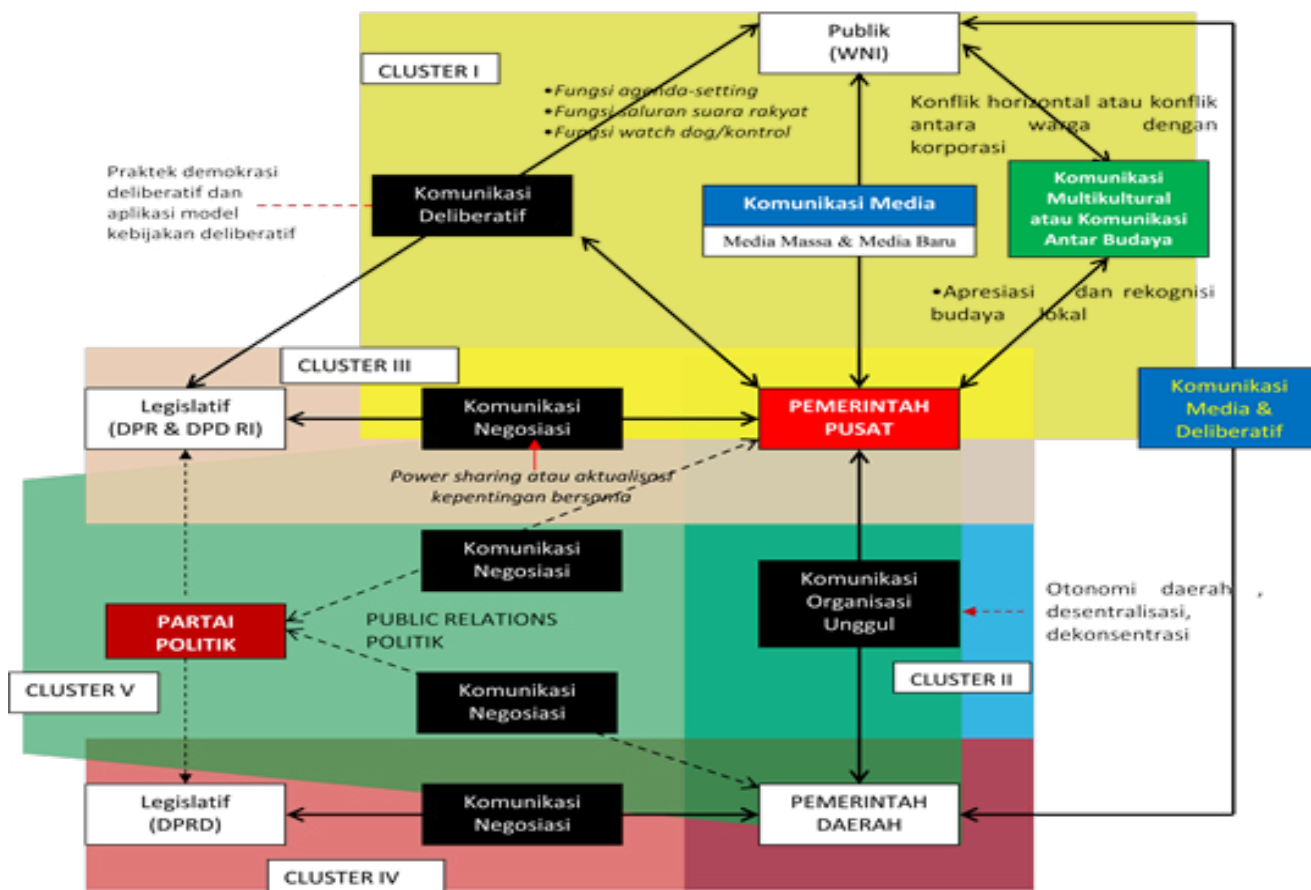 Publik
(WNI)
CLUSTER I
•Fungsi agenda-setting
•Fungsi saluran suara rakyat
•Fungsi watch dog/kontrol
Konflik horizontal atau konflik
antara warga dengan
korporasi
Praktek demokrasi
deliberatif dan
aplikasi model
kebijakan deliberatif
Komunikasi
Deliberatif
Komunikasi Media
Media Massa & Media Baru
Komunikasi
Multikultural
atau Komunikasi
Antar Budaya
•Apresiasi dan rekognisi
budaya lokal
CLUSTER III
Legislatif
(DPR & DPD RI)
Komunikasi
Negosiasi
PEMERINTAH
PUSAT
Komunikasi
Media &
Deliberatif
Power sharing atau aktualisasi
kepentingan bersama
Komunikasi
Negosiasi
Komunikasi
Organisasi
Unggul
Otonomi daerah ,
desentralisasi,
dekonsentrasi
PARTAI
POLITIK
PUBLIC RELATIONS
POLITIK
CLUSTER V
CLUSTER II
Komunikasi
Negosiasi
Legislatif
(DPRD)
Komunikasi
Negosiasi
PEMERINTAH
DAERAH
CLUSTER IV